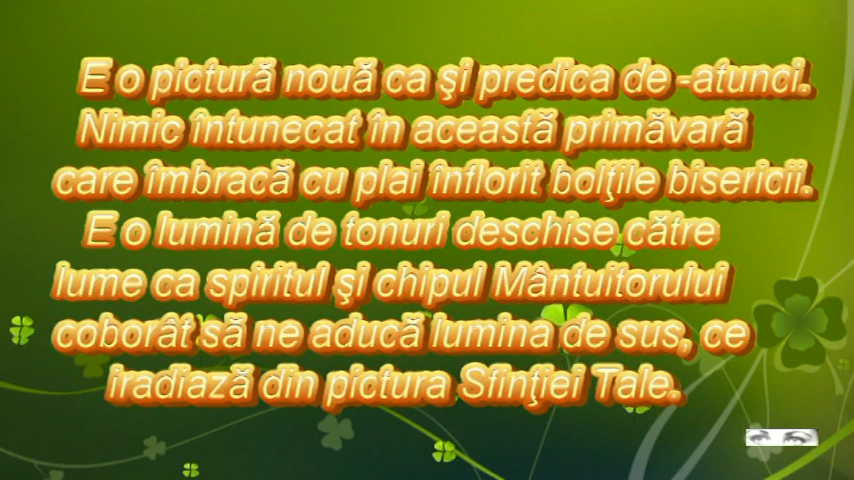 E o pictură nouă ca şi predica de -atunci.
Nimic întunecat în această primăvară
care îmbracă cu plai înflorit bolţile bisericii.
E o lumină de tonuri deschise către
lume ca spiritul şi chipul Mântuitorului
coborât să ne aducă lumina de sus, ce
iradiază din pictura Sfinţiei Tale.